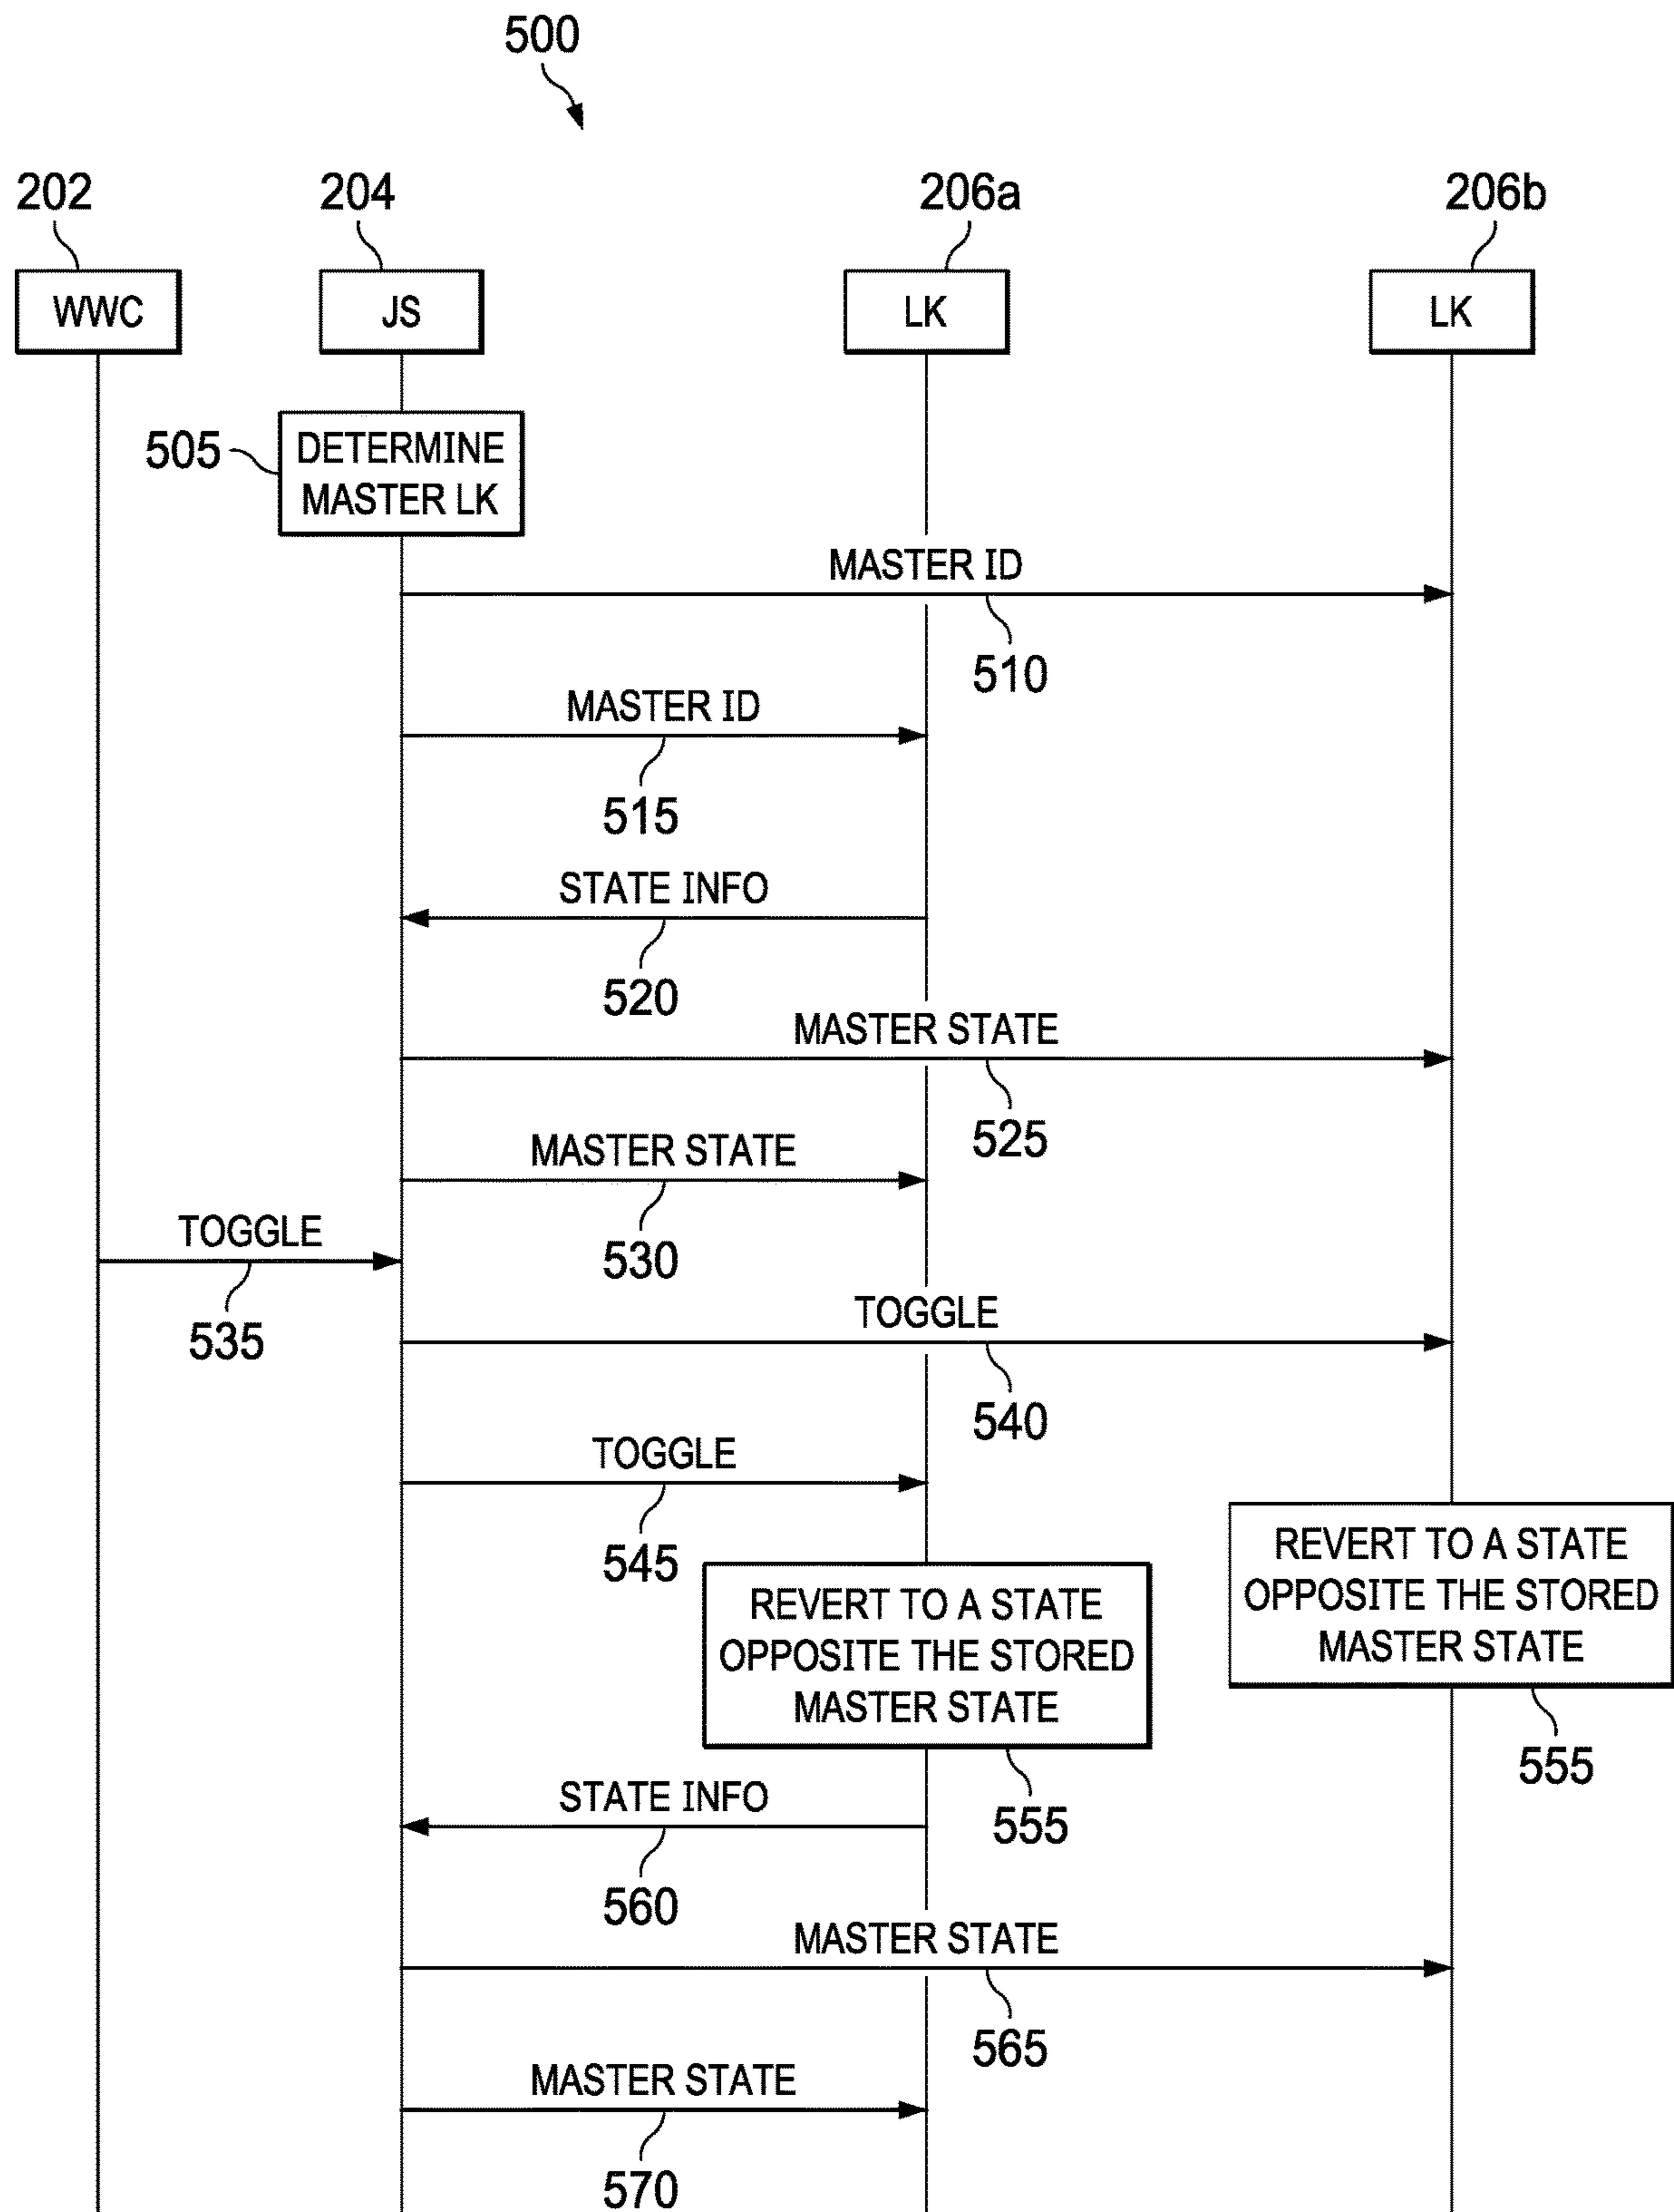 500
202
204
206a
206b
WWC
JS
LK
LK
505
DETERMINE
MASTER LK
MASTER ID
510
MASTER ID
515
STATE INFO
520
MASTER STATE
525
MASTER STATE
530
TOGGLE
535
TOGGLE
540
TOGGLE
545
REVERT TO A STATE
OPPOSITE THE STORED
MASTER STATE
555
REVERT TO A STATE
OPPOSITE THE STORED
MASTER STATE
555
STATE INFO
560
MASTER STATE
565
MASTER STATE
570